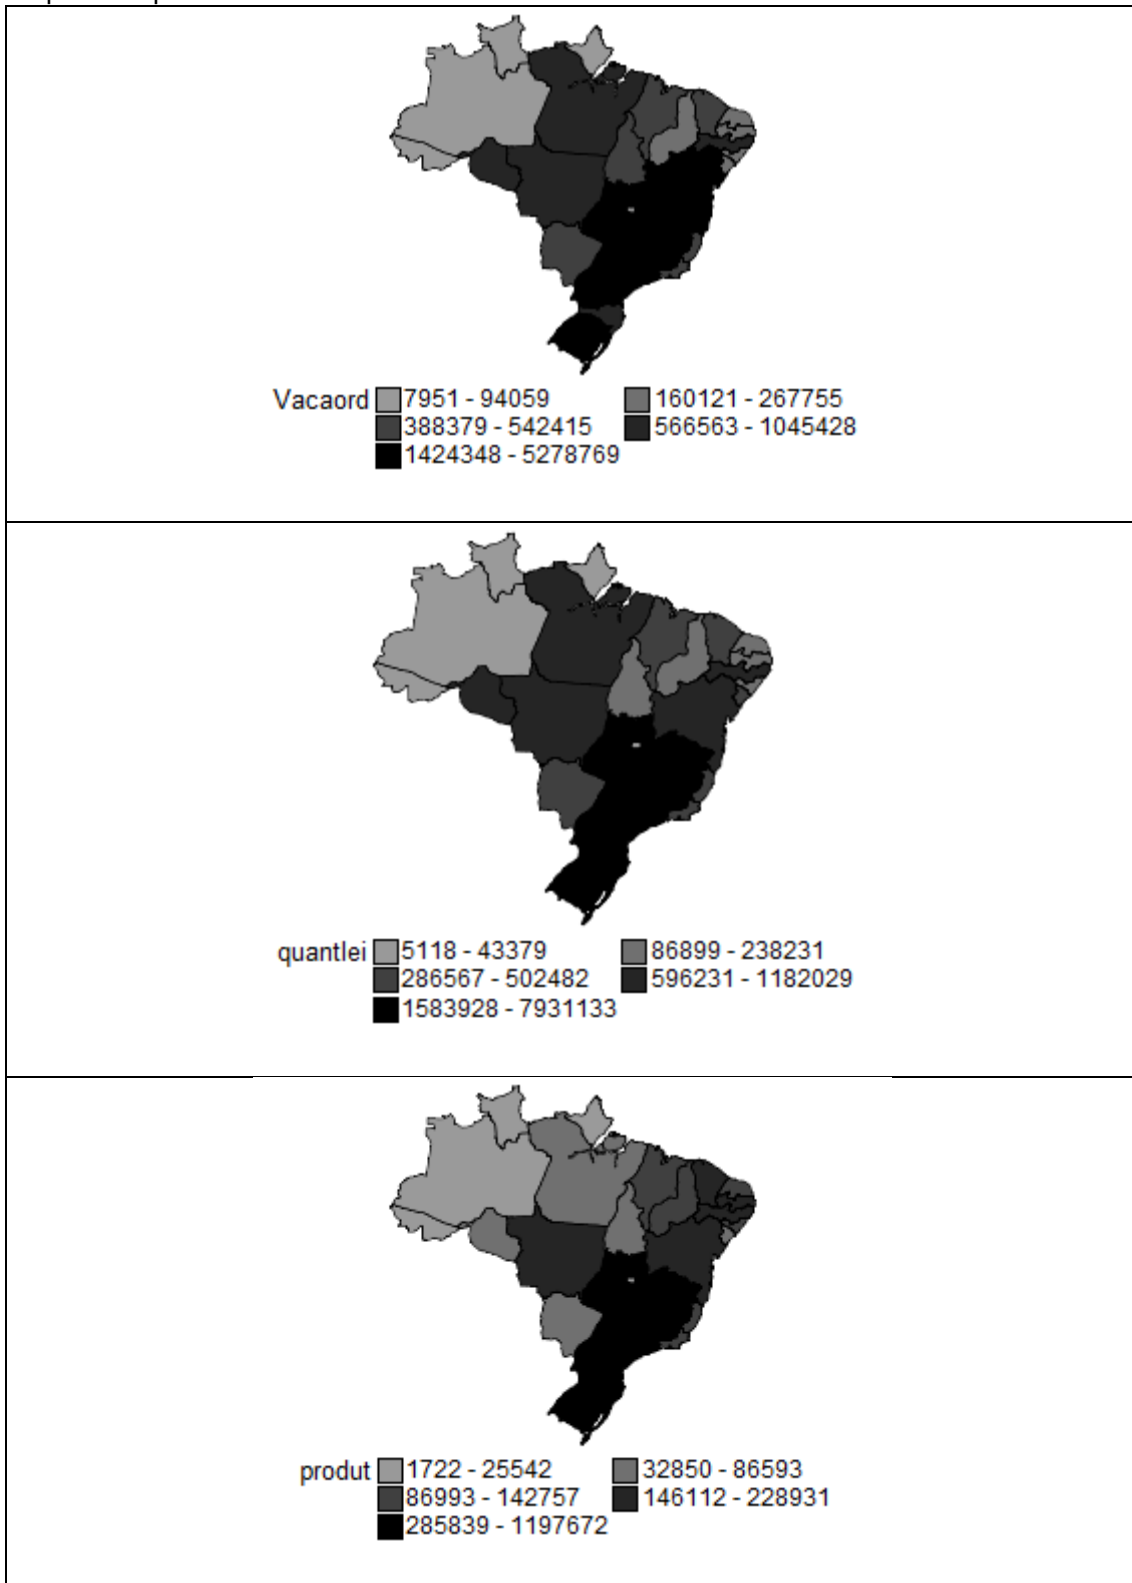 Vacaord 7951 - 94059 160121 - 267755
388379 - 542415 566563 - 1045428
1424348 - 5278769
quantlei 5118 - 43379 86899 - 238231
286567 - 502482 596231 - 1182029
1583928 - 7931133
produt 1722 - 25542 32850 - 86593
86993 - 142757 146112 - 228931
285839 - 1197672